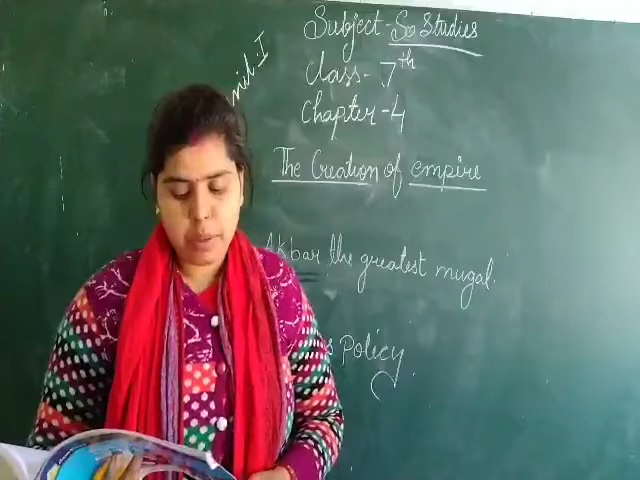 Subject - So Studies
Class - 7th
Chapter - 4
The Creation of empire
Akbar the greatest mugal.
Policy